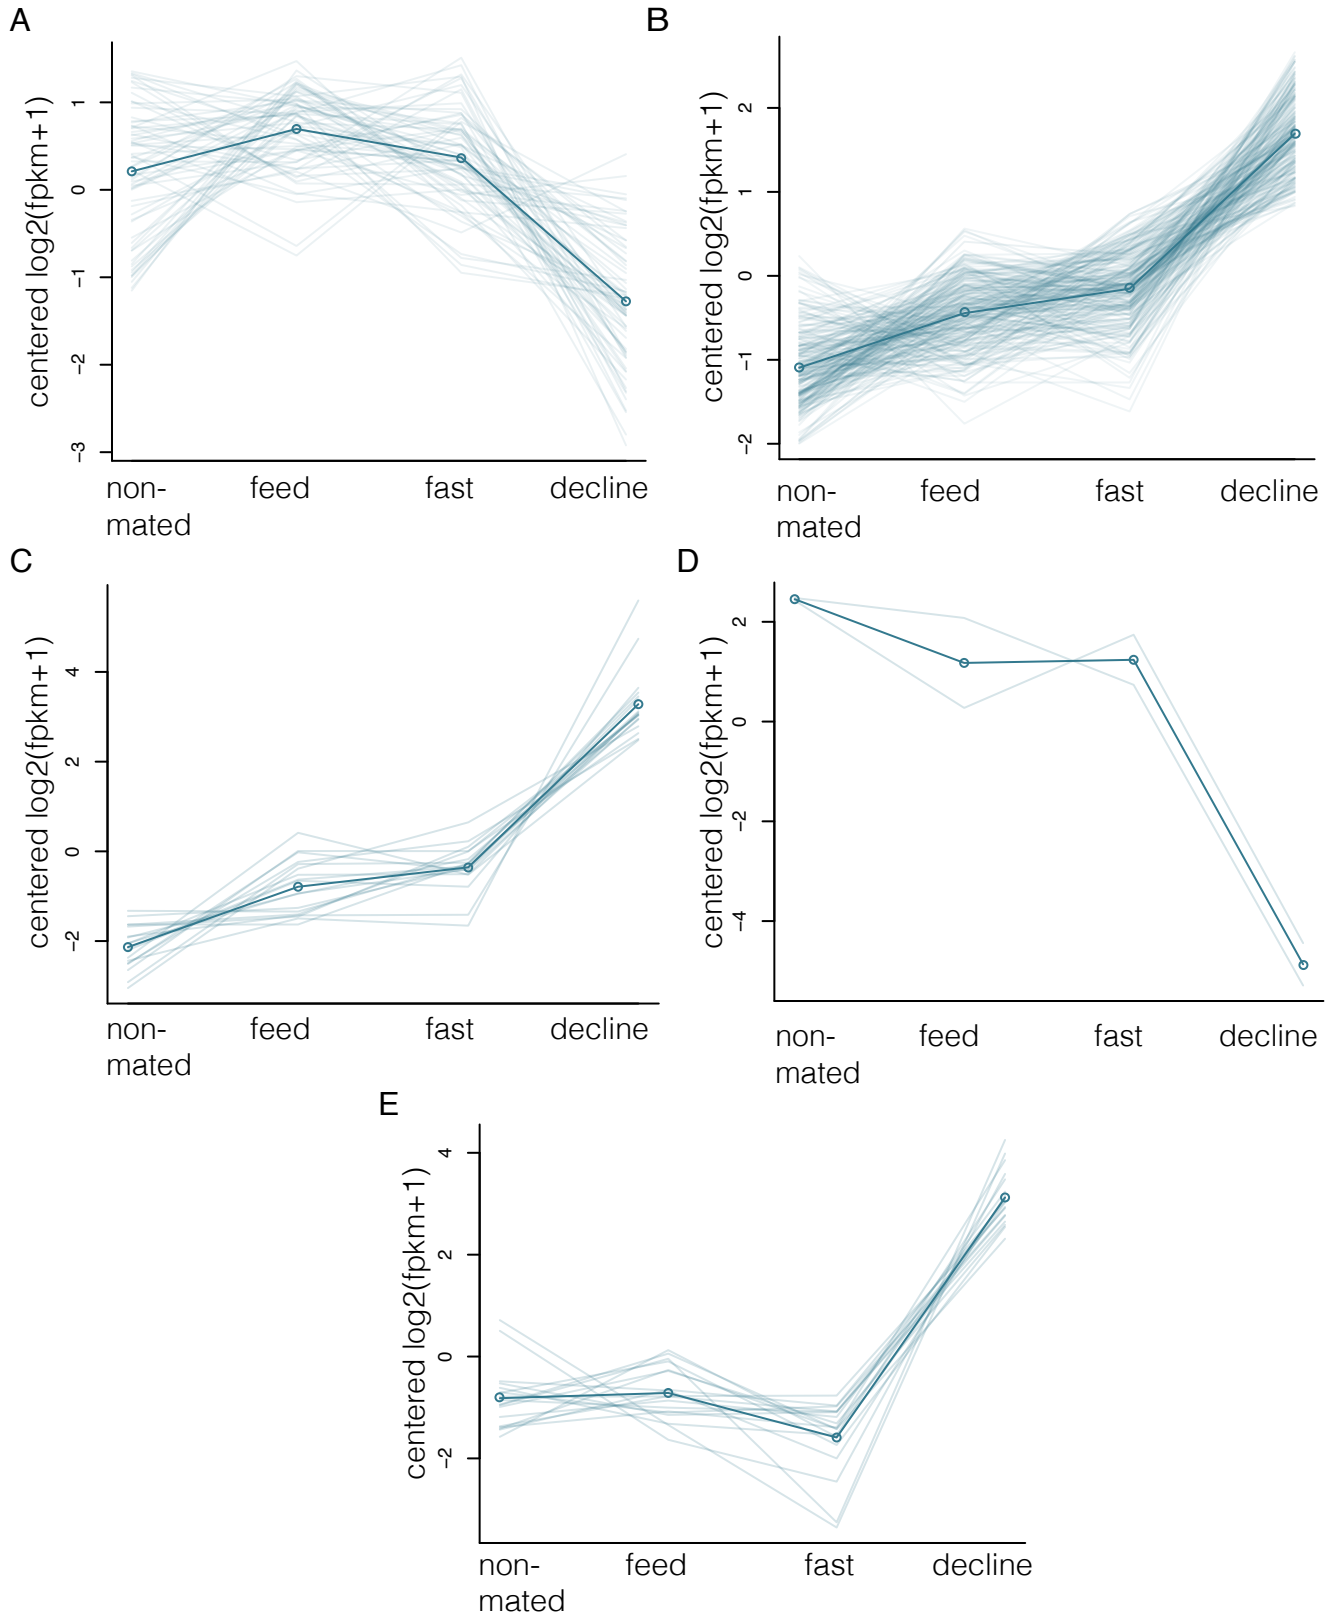 A
centered log2(fpkm+1)
1
0
−1
−2
−3
non-
mated
feed
fast
decline
B
centered log2(fpkm+1)
2
1
0
−1
−2
non-
mated
feed
fast
decline
C
centered log2(fpkm+1)
4
2
0
−2
non-
mated
feed
fast
decline
D
centered log2(fpkm+1)
2
0
−2
−4
non-
mated
feed
fast
decline
E
centered log2(fpkm+1)
4
2
0
−2
non-
mated
feed
fast
decline